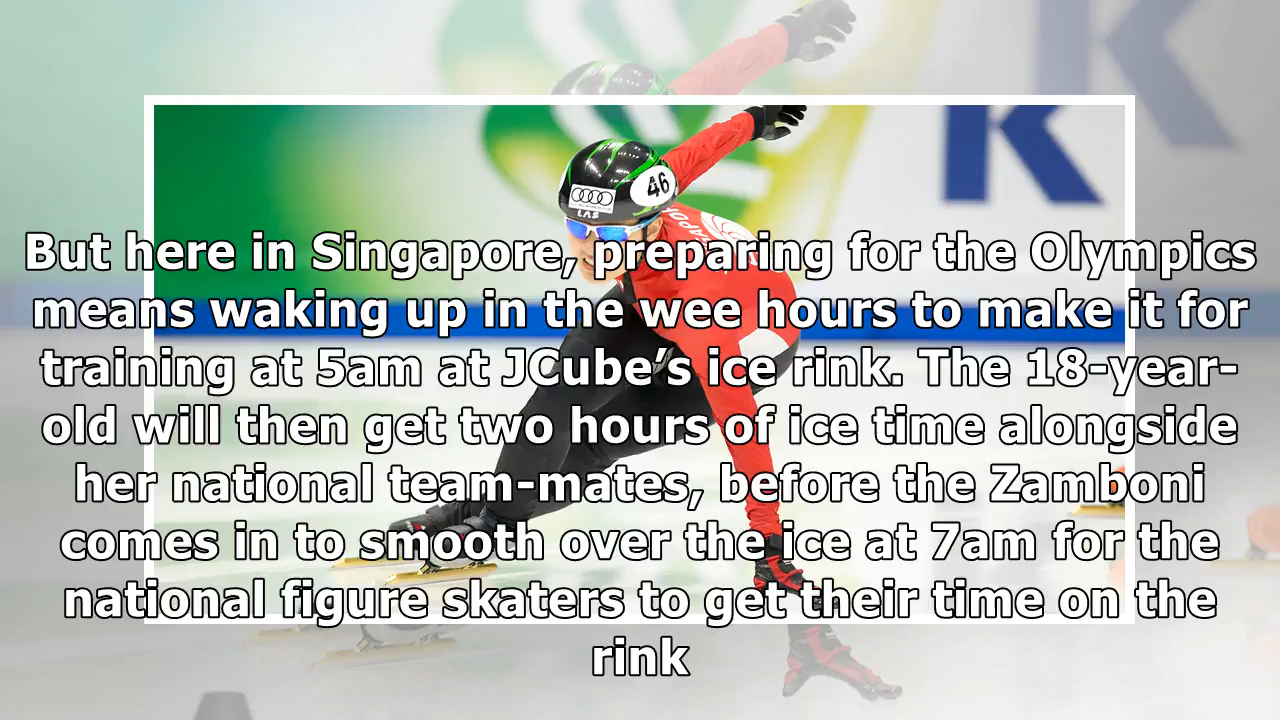 K
46
LVS
But here in Singapore, preparing for the Olympics
means waking up in the wee hours to make it for
training at 5am at JCube’s ice rink. The 18-year-
old will then get two hours of ice time alongside
her national team-mates, before the Zamboni
comes in to smooth over the ice at 7am for the
national figure skaters to get their time on the
rink